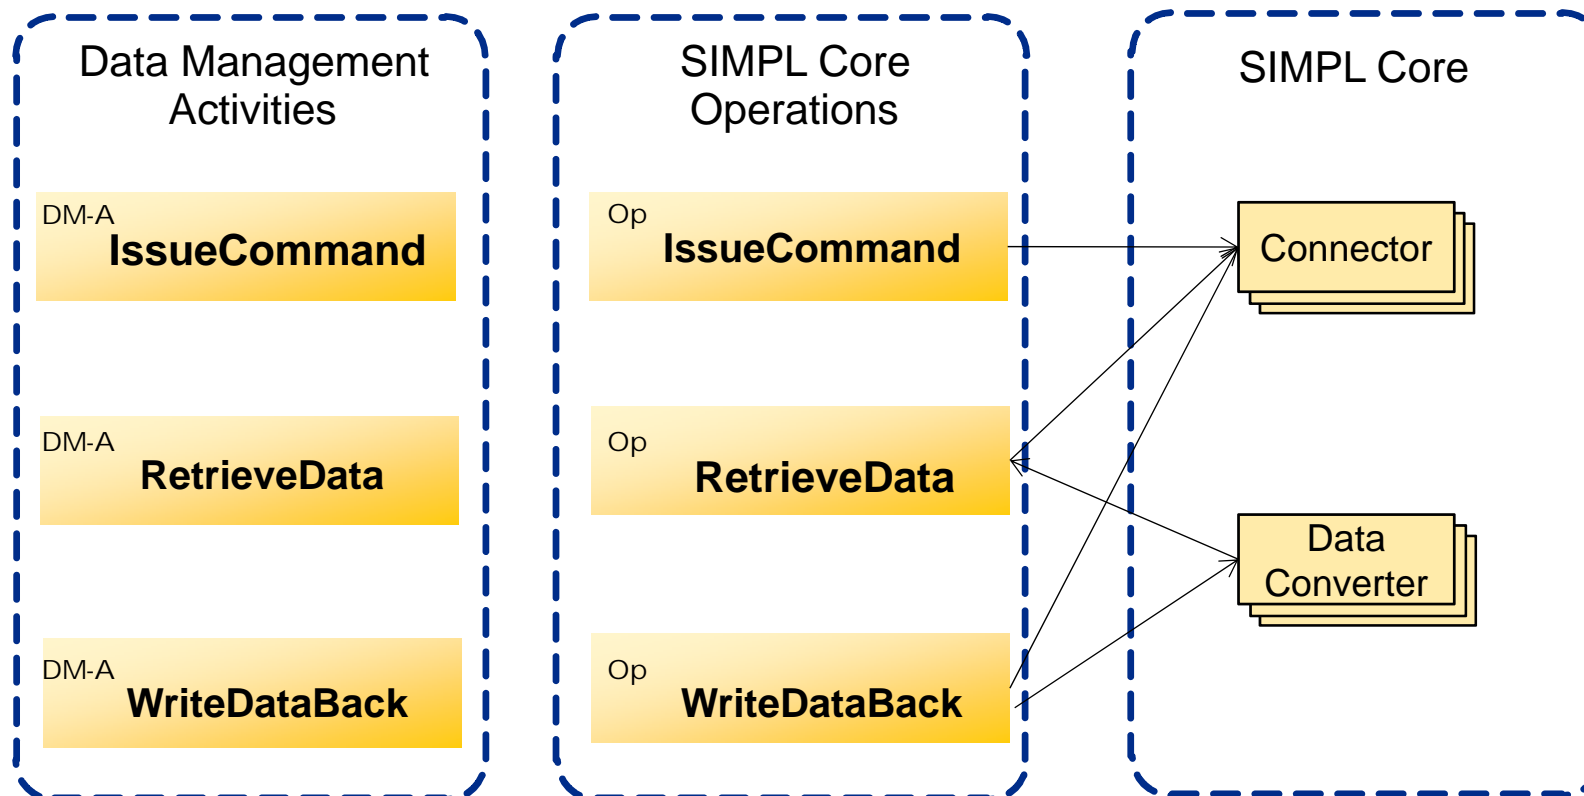 Data Management
Activities
DM-A
IssueCommand
DM-A
RetrieveData
DM-A
WriteDataBack
SIMPL Core
Operations
Op
IssueCommand
Op
RetrieveData
Op
WriteDataBack
SIMPL Core
Connector
Data
Converter